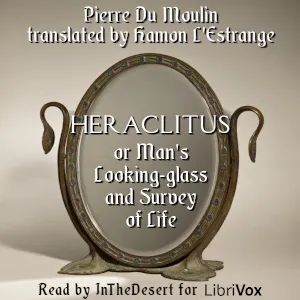 Pierre Du Moulin
translated by Hamon L'Estrange
HERACLITUS
or Man's
Looking-glass
and Survey
of Life
Read by InTheDesert for LibriVox